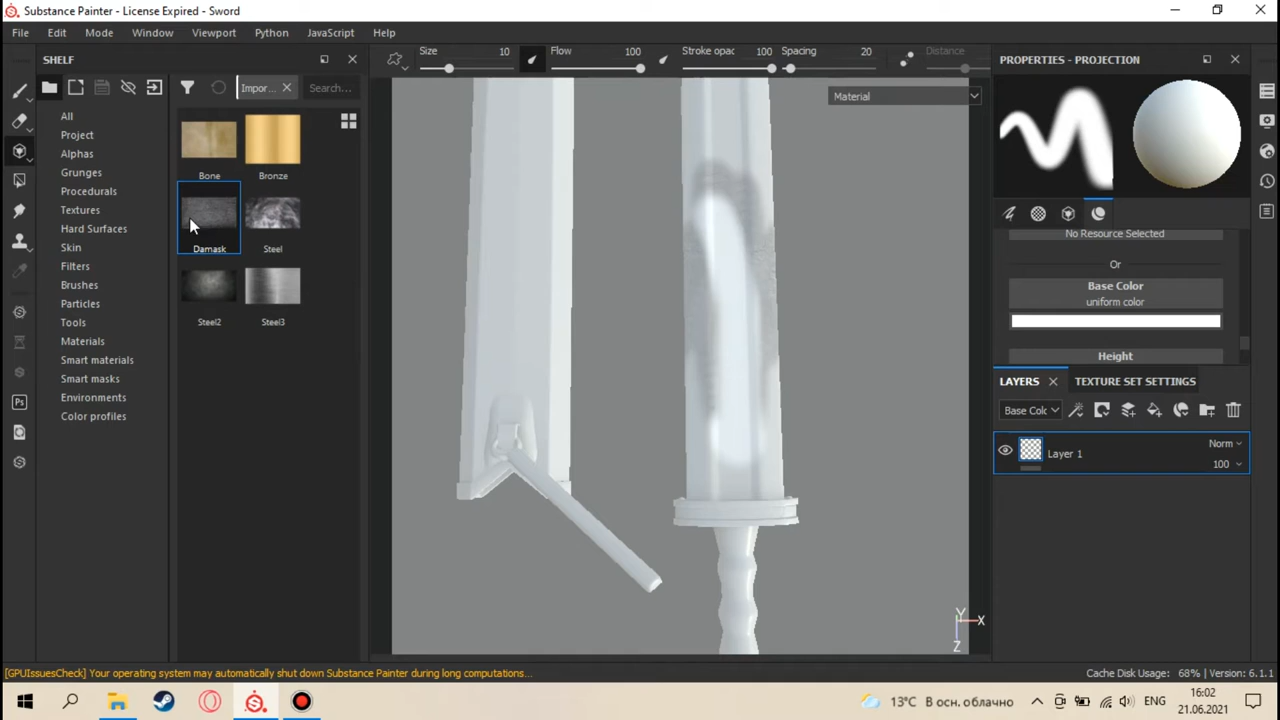 Substance Painter - License Expired - Sword
File Edit Mode Window Viewport Python JavaScript Help
SHELF
Size 10 Flow 100 Stroke opac 100 Spacing 20 Distance
PROPERTIES - PROJECTION
Impor... Search...
Material
All
Project
Alphas
Grunges
Procedurals
Textures
Hard Surfaces
Skin
Filters
Brushes
Particles
Tools
Materials
Smart materials
Smart masks
Environments
Color profiles
Bone Bronze
Damask Steel
Steel2 Steel3
No Resource Selected
Or
Base Color
uniform color
Height
LAYERS TEXTURE SET SETTINGS
Base Colc
Norm
Layer 1
100
Ps
Y
X
Z
[GPUIssuesCheck] Your operating system may automatically shut down Substance Painter during long computations...
Cache Disk Usage: 68% | Version: 6.1.1
13°C В осн. облачно
ENG
16:02
21.06.2021